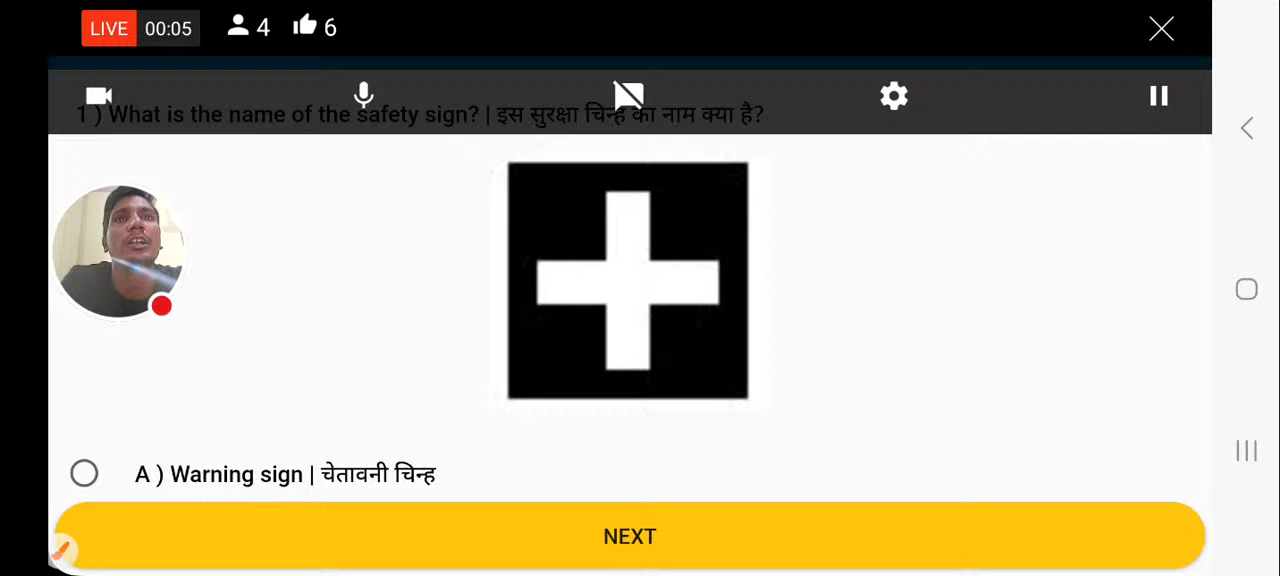 LIVE 00:05 4 6
1 ) What is the name of the safety sign? | इस सुरक्षा चिन्ह का नाम क्या है?
A ) Warning sign | चेतावनी चिन्ह
NEXT